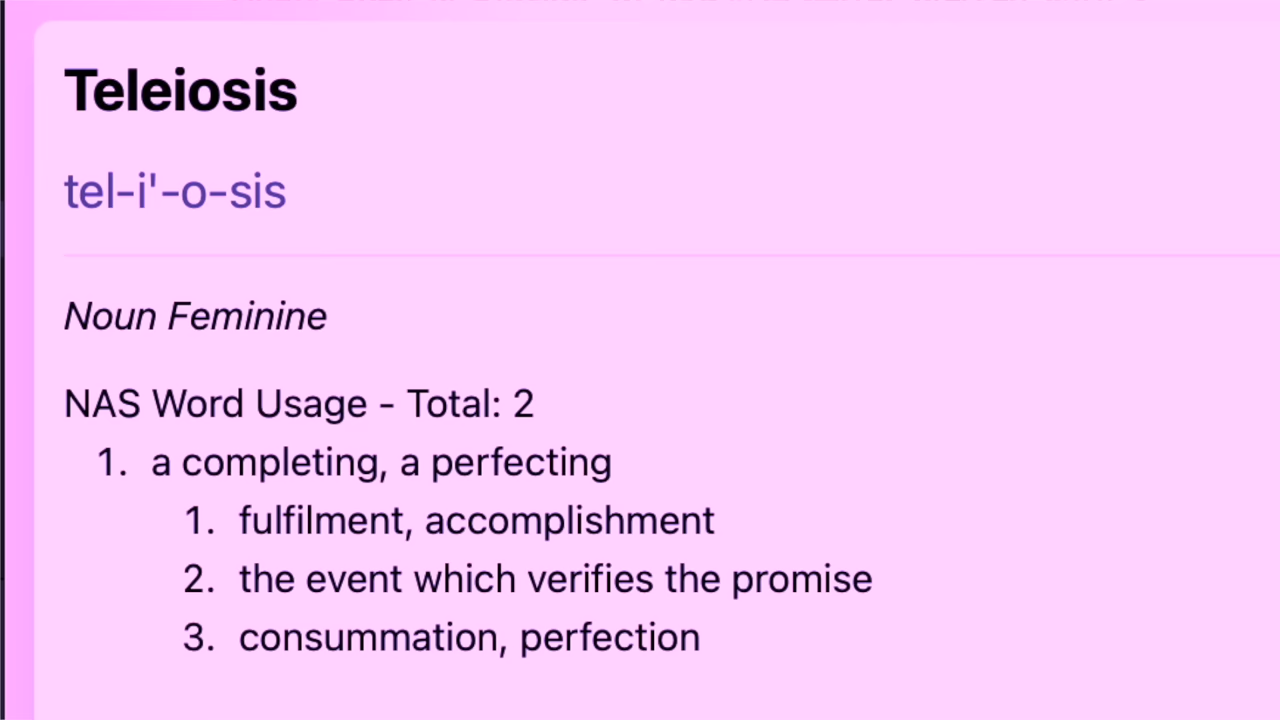 Teleiosis
tel-i'-o-sis
Noun Feminine
NAS Word Usage - Total: 2
1. a completing, a perfecting
1. fulfilment, accomplishment
2. the event which verifies the promise
3. consummation, perfection